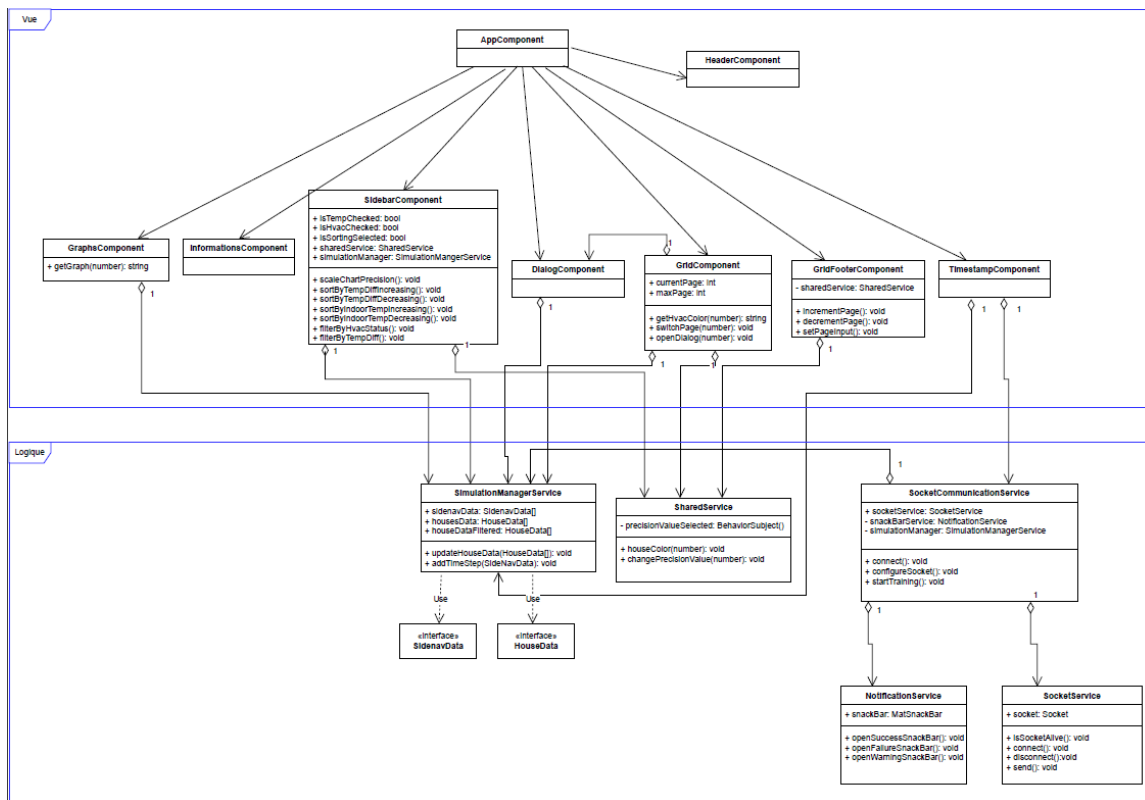 Vue
AppComponent
HeaderComponent
SidebarComponent
+ isTempChecked: bool
+ isHvacChecked: bool
+ isSortingSelected: bool
+ sharedService: SharedService
+ simulationManager: SimulationMangerService
+ scaleChartPrecision(): void
+ sortByTempDiffIncreasing(): void
+ sortByTempDiffDecreasing(): void
+ sortByIndoorTempIncreasing(): void
+ sortByIndoorTempDecreasing(): void
+ filterByHvacStatus(): void
+ filterByTempDiff(): void
1
1
GraphsComponent
+ getGraph(number): string
1
InformationsComponent
DialogComponent
1
1
GridComponent
+ currentPage: int
+ maxPage: int
+ getHvacColor(number): string
+ switchPage(number): void
+ openDialog(number): void
1
1
GridFooterComponent
- sharedService: SharedService
+ incrementPage(): void
+ decrementPage(): void
+ setPageInput(): void
1
TimestampComponent
1
1
Logique
1
SimulationManagerService
+ sidenavData: SidenavData[]
+ housesData: HouseData[]
+ houseDataFiltered: HouseData[]
+ updateHouseData(HouseData[]): void
+ addTimeStep(SideNavData): void
SharedService
- precisionValueSelected: BehaviorSubject()
+ houseColor(number): void
+ changePrecisionValue(number): void
SocketCommunicationService
+ socketService: SocketService
- snackBarService: NotificationService
- simulationManager: SimulationManagerService
+ connect(): void
+ configureSocket(): void
+ startTraining(): void
1
1
Use
Use
«interface»
SidenavData
«interface»
HouseData
NotificationService
+ snackBar: MatSnackBar
+ openSuccessSnackBar(): void
+ openFailureSnackBar(): void
+ openWarningSnackBar(): void
SocketService
+ socket: Socket
+ isSocketAlive(): void
+ connect(): void
+ disconnect():void
+ send(): void